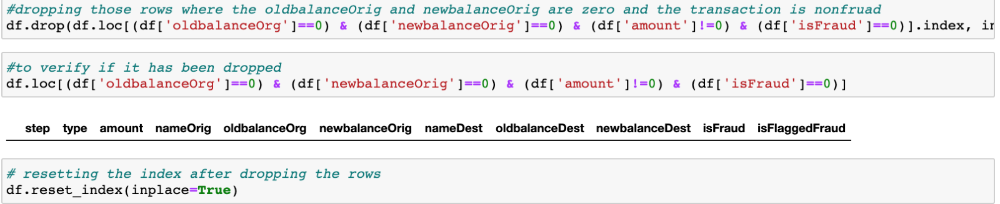 #dropping those rows where the oldbalanceOrig and newbalanceOrig are zero and the transaction is nonfruad
df.drop(df.loc[(df['oldbalanceOrg']==0) & (df['newbalanceOrig']==0) & (df['amount']!=0) & (df['isFraud']==0)].index, in
#to verify if it has been dropped
df.loc[(df['oldbalanceOrg']==0) & (df['newbalanceOrig']==0) & (df['amount']!=0) & (df['isFraud']==0)]
step type amount nameOrig oldbalanceOrg newbalanceOrig nameDest oldbalanceDest newbalanceDest isFraud isFlaggedFraud
# resetting the index after dropping the rows
df.reset_index(inplace=True)